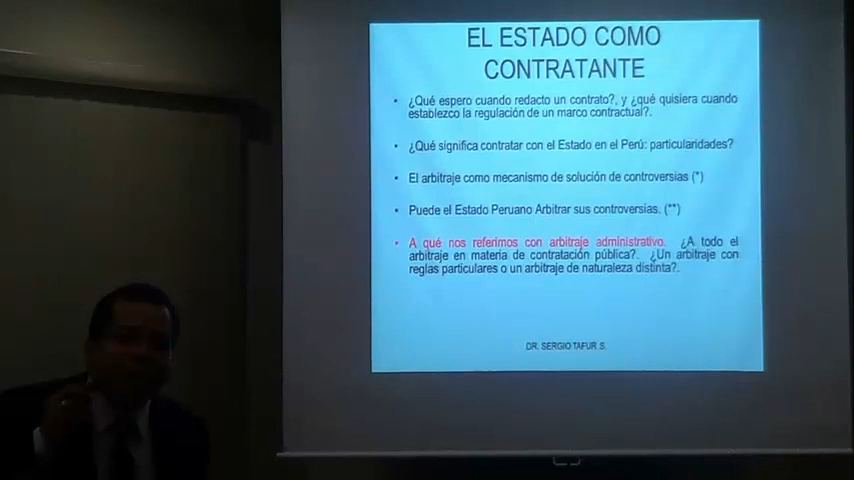 EL ESTADO COMO
CONTRATANTE
• ¿Qué espero cuando redacto un contrato?, y ¿qué quisiera cuando
establezco la regulación de un marco contractual?.
• ¿Qué significa contratar con el Estado en el Perú: particularidades?
• El arbitraje como mecanismo de solución de controversias (*)
• Puede el Estado Peruano Arbitrar sus controversias. (**)
• A qué nos referimos con arbitraje administrativo. ¿A todo el
arbitraje en materia de contratación pública?. ¿Un arbitraje con
reglas particulares o un arbitraje de naturaleza distinta?.
DR. SERGIO TAFUR S.